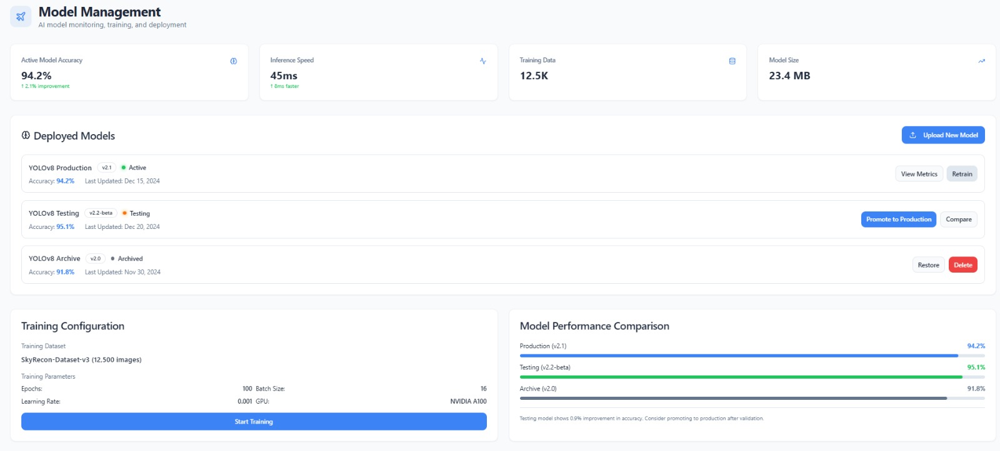 Model Management
AI model monitoring, training, and deployment
Active Model Accuracy
94.2%
↑ 2.1% improvement
Inference Speed
45ms
↑ 8ms faster
Training Data
12.5K
Model Size
23.4 MB
Deployed Models
Upload New Model
YOLOv8 Production v2.1 Active
Accuracy: 94.2% Last Updated: Dec 15, 2024
View Metrics Retrain
YOLOv8 Testing v2.2-beta Testing
Accuracy: 95.1% Last Updated: Dec 20, 2024
Promote to Production Compare
YOLOv8 Archive v2.0 Archived
Accuracy: 91.8% Last Updated: Nov 30, 2024
Restore Delete
Training Configuration
Training Dataset
SkyRecon-Dataset-v3 (12,500 images)
Training Parameters
Epochs: 100 Batch Size: 16
Learning Rate: 0.001 GPU: NVIDIA A100
Start Training
Model Performance Comparison
Production (v2.1) 94.2%
Testing (v2.2-beta) 95.1%
Archive (v2.0) 91.8%
Testing model shows 0.9% improvement in accuracy. Consider promoting to production after validation.